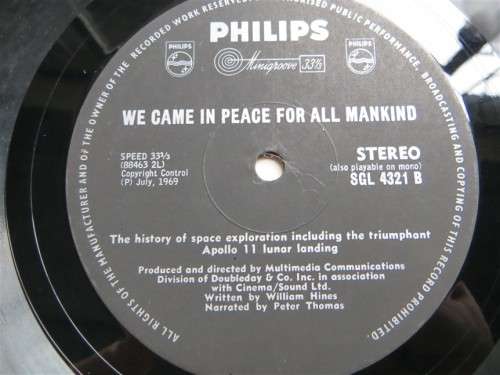 PHILIPS
PHILIPS
Minigroove 33⅓
PHILIPS
WE CAME IN PEACE FOR ALL MANKIND
SPEED 33⅓
(88463 2L)
Copyright Control
(P) July, 1969
STEREO
(also playable on mono)
SGL 4321 B
The history of space exploration including the triumphant
Apollo 11 lunar landing
Produced and directed by Multimedia Communications
Division of Doubleday & Co. Inc. in association
with Cinema/Sound Ltd.
Written by William Hines
Narrated by Peter Thomas
ALL RIGHTS OF THE MANUFACTURER AND OF THE OWNER OF THE RECORDED WORK RESERVED. PUBLIC PERFORMANCE, BROADCASTING AND COPYING OF THIS RECORD PROHIBITED.